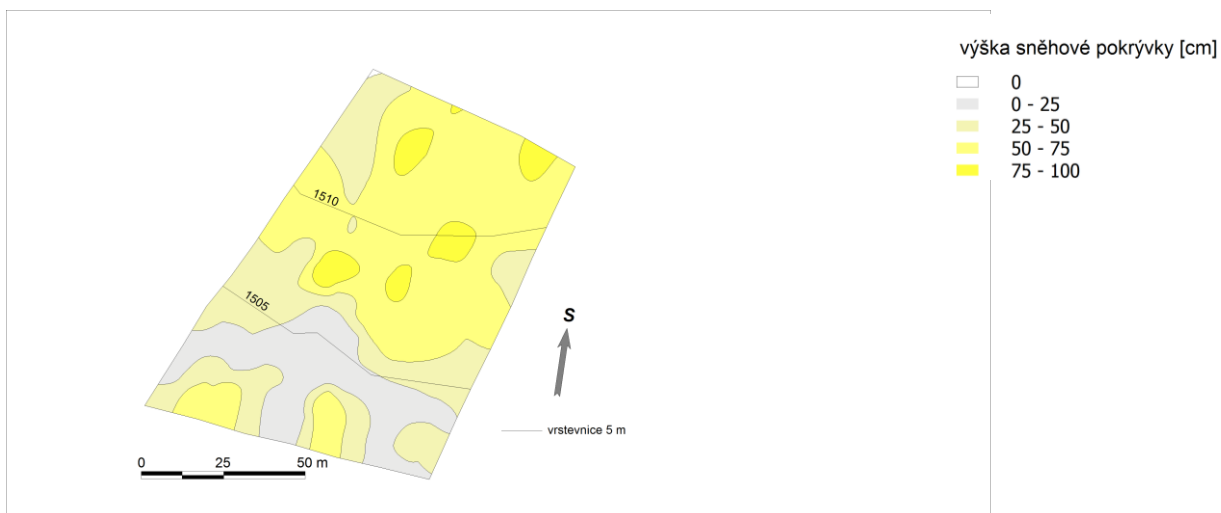 výška sněhové pokrývky [cm]
0
0 - 25
25 - 50
50 - 75
75 - 100
1510
1505
S
vrstevnice 5 m
0 25 50 m